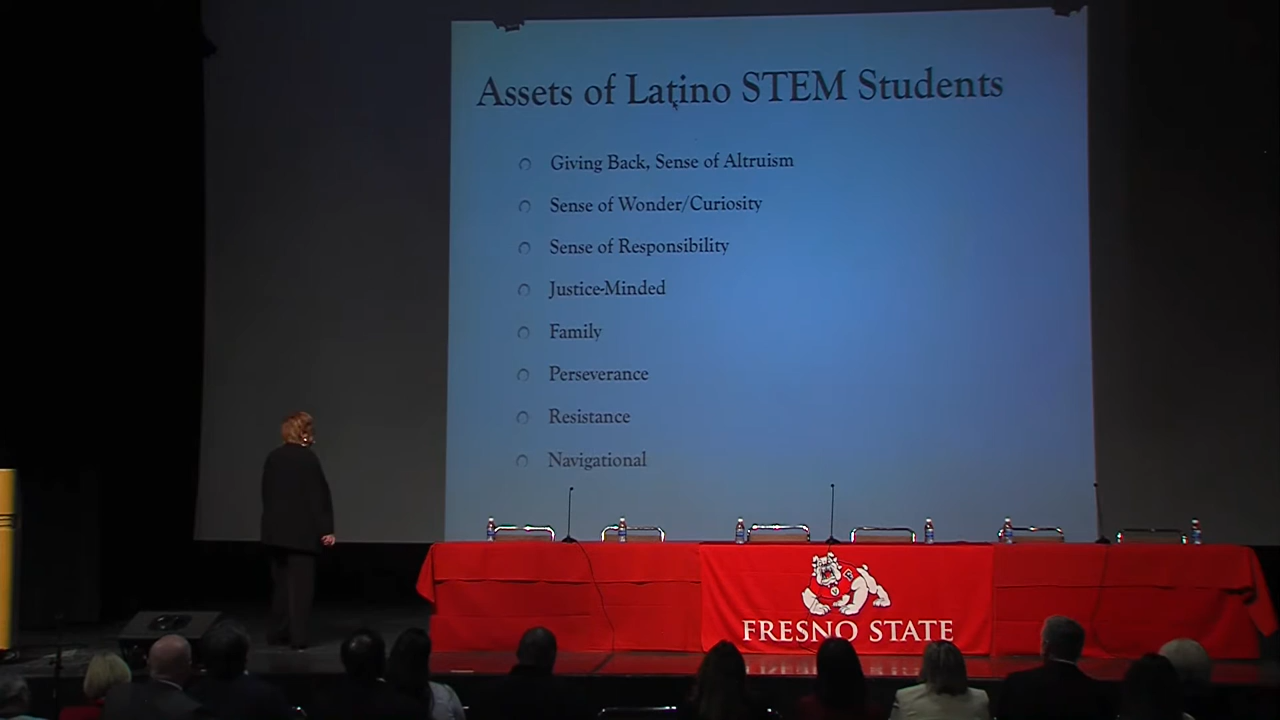 Assets of Latino STEM Students
Giving Back, Sense of Altruism
Sense of Wonder/Curiosity
Sense of Responsibility
Justice-Minded
Family
Perseverance
Resistance
Navigational
FRESNO STATE